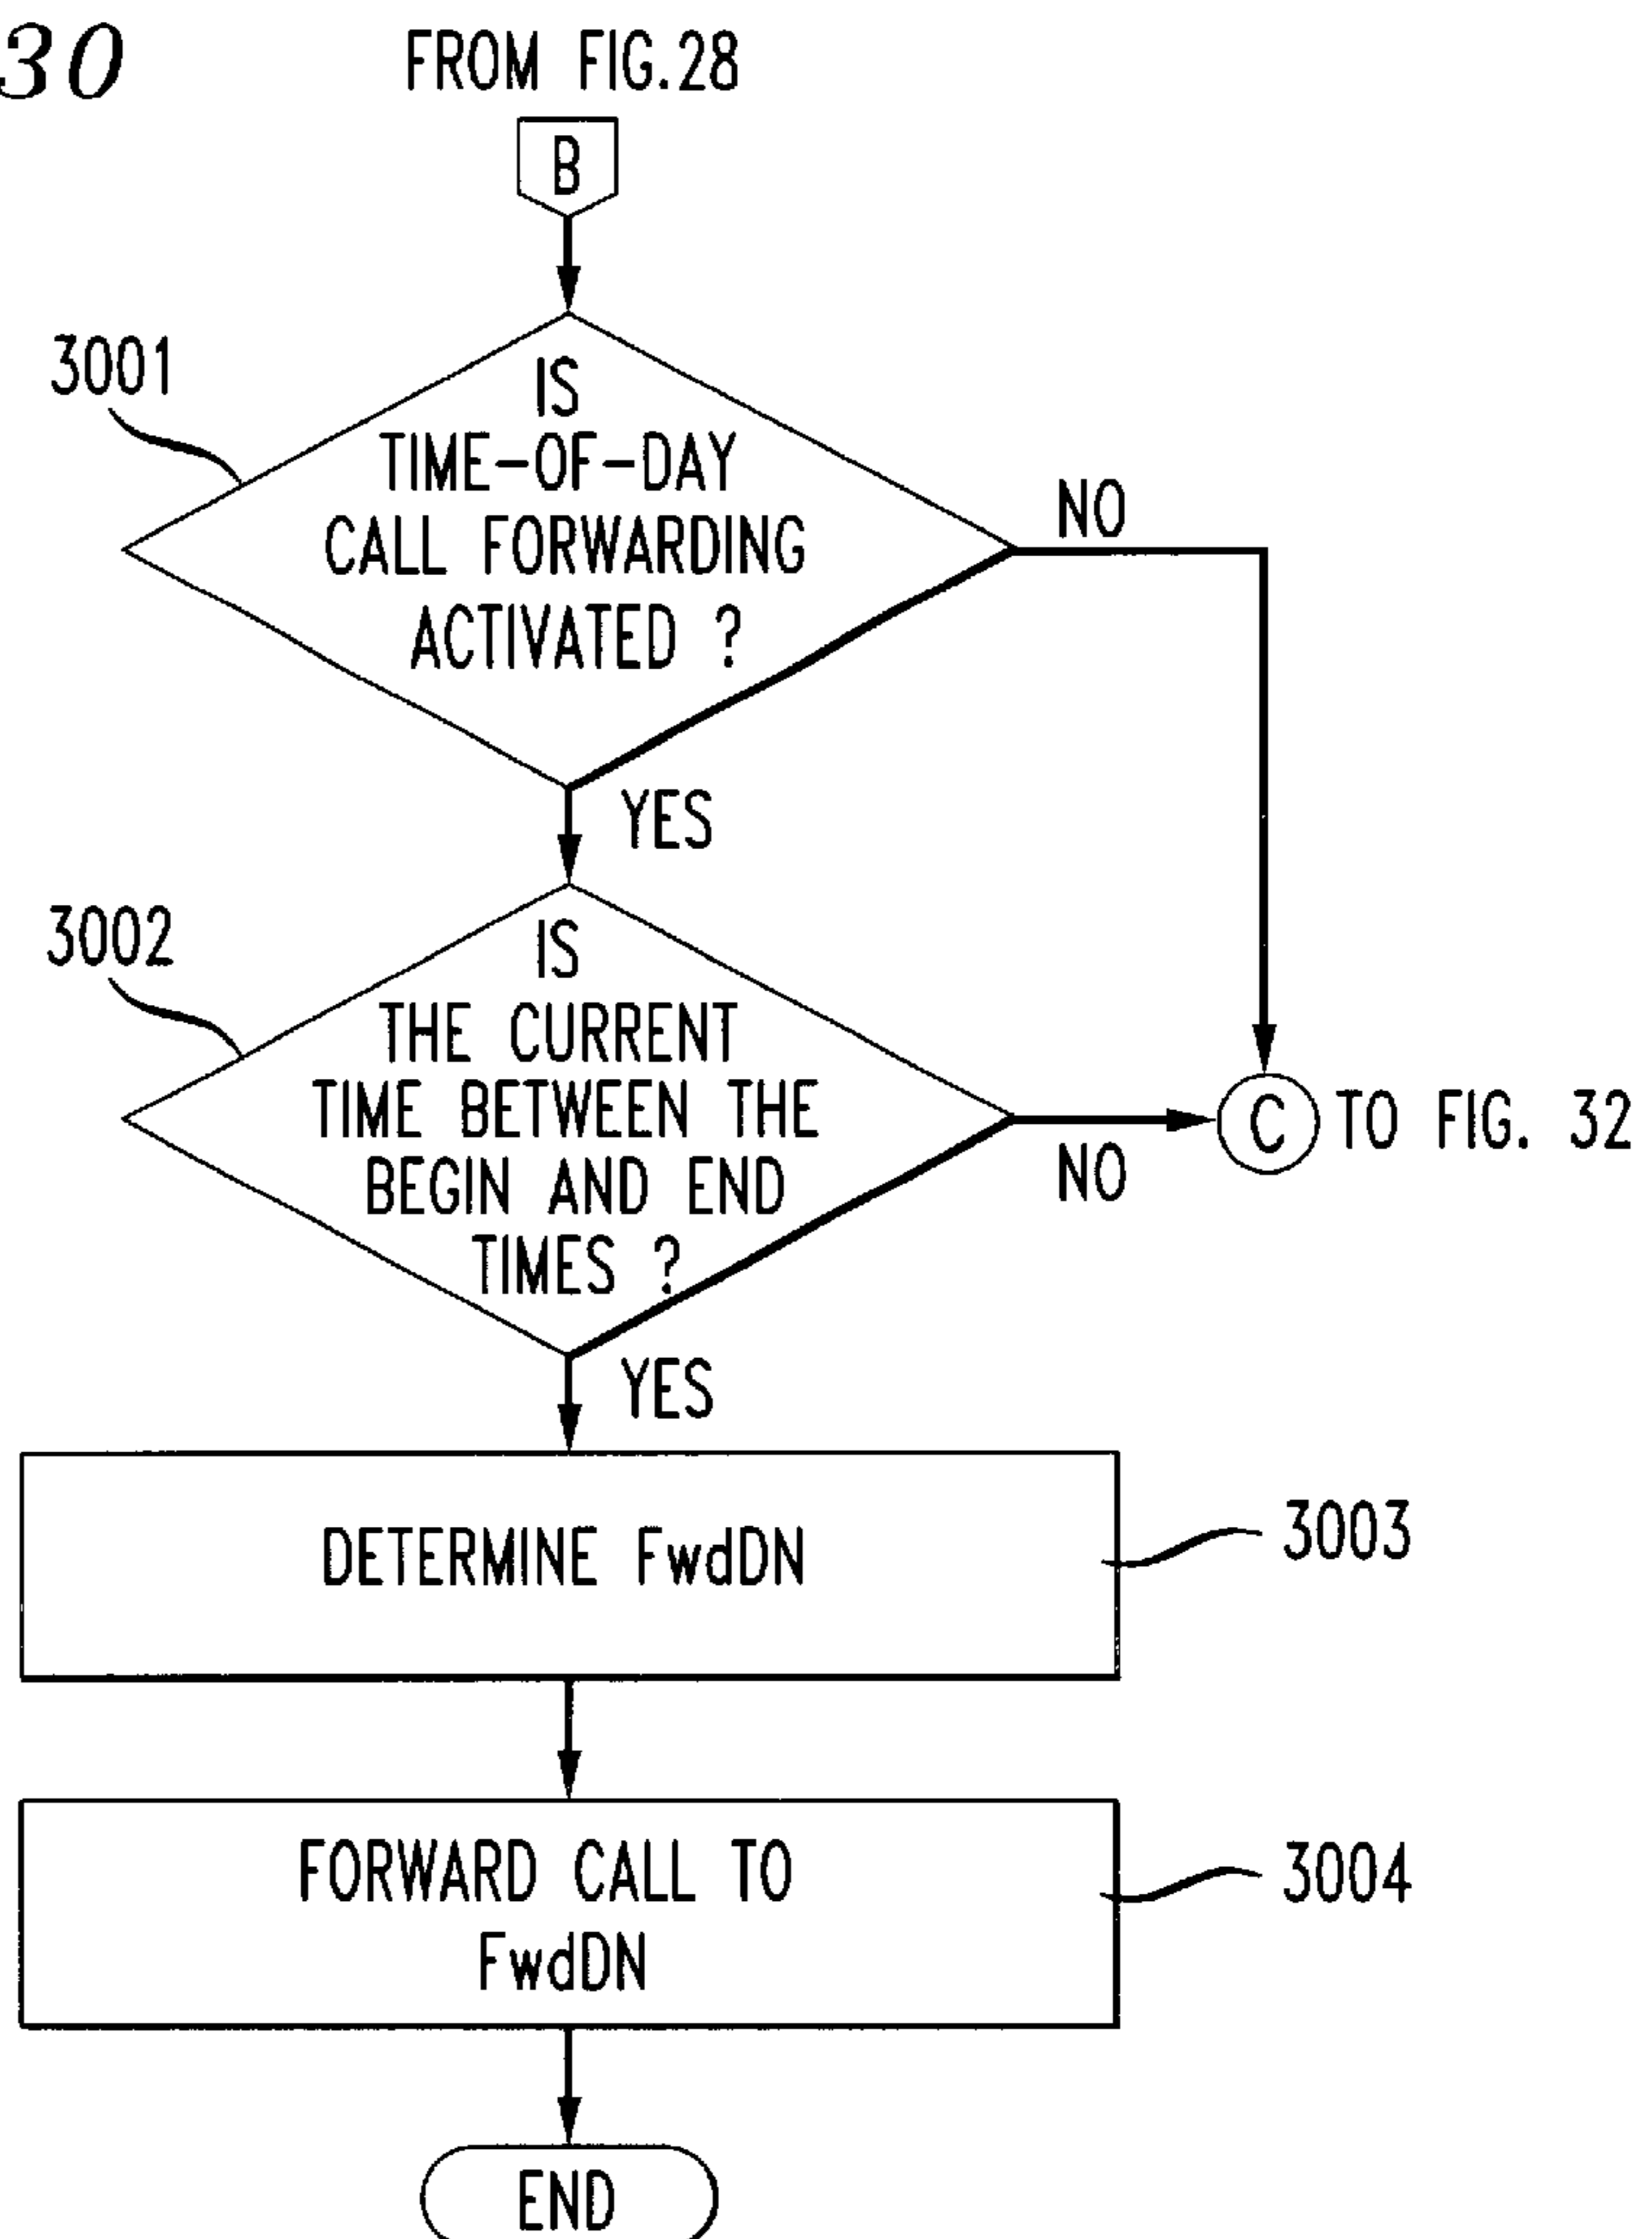 30
FROM FIG.28
B
3001
IS
TIME-OF-DAY
CALL FORWARDING
ACTIVATED ?
NO
YES
3002
IS
THE CURRENT
TIME BETWEEN THE
BEGIN AND END
TIMES ?
NO
C TO FIG. 32
YES
DETERMINE FwdDN
3003
FORWARD CALL TO
FwdDN
3004
END